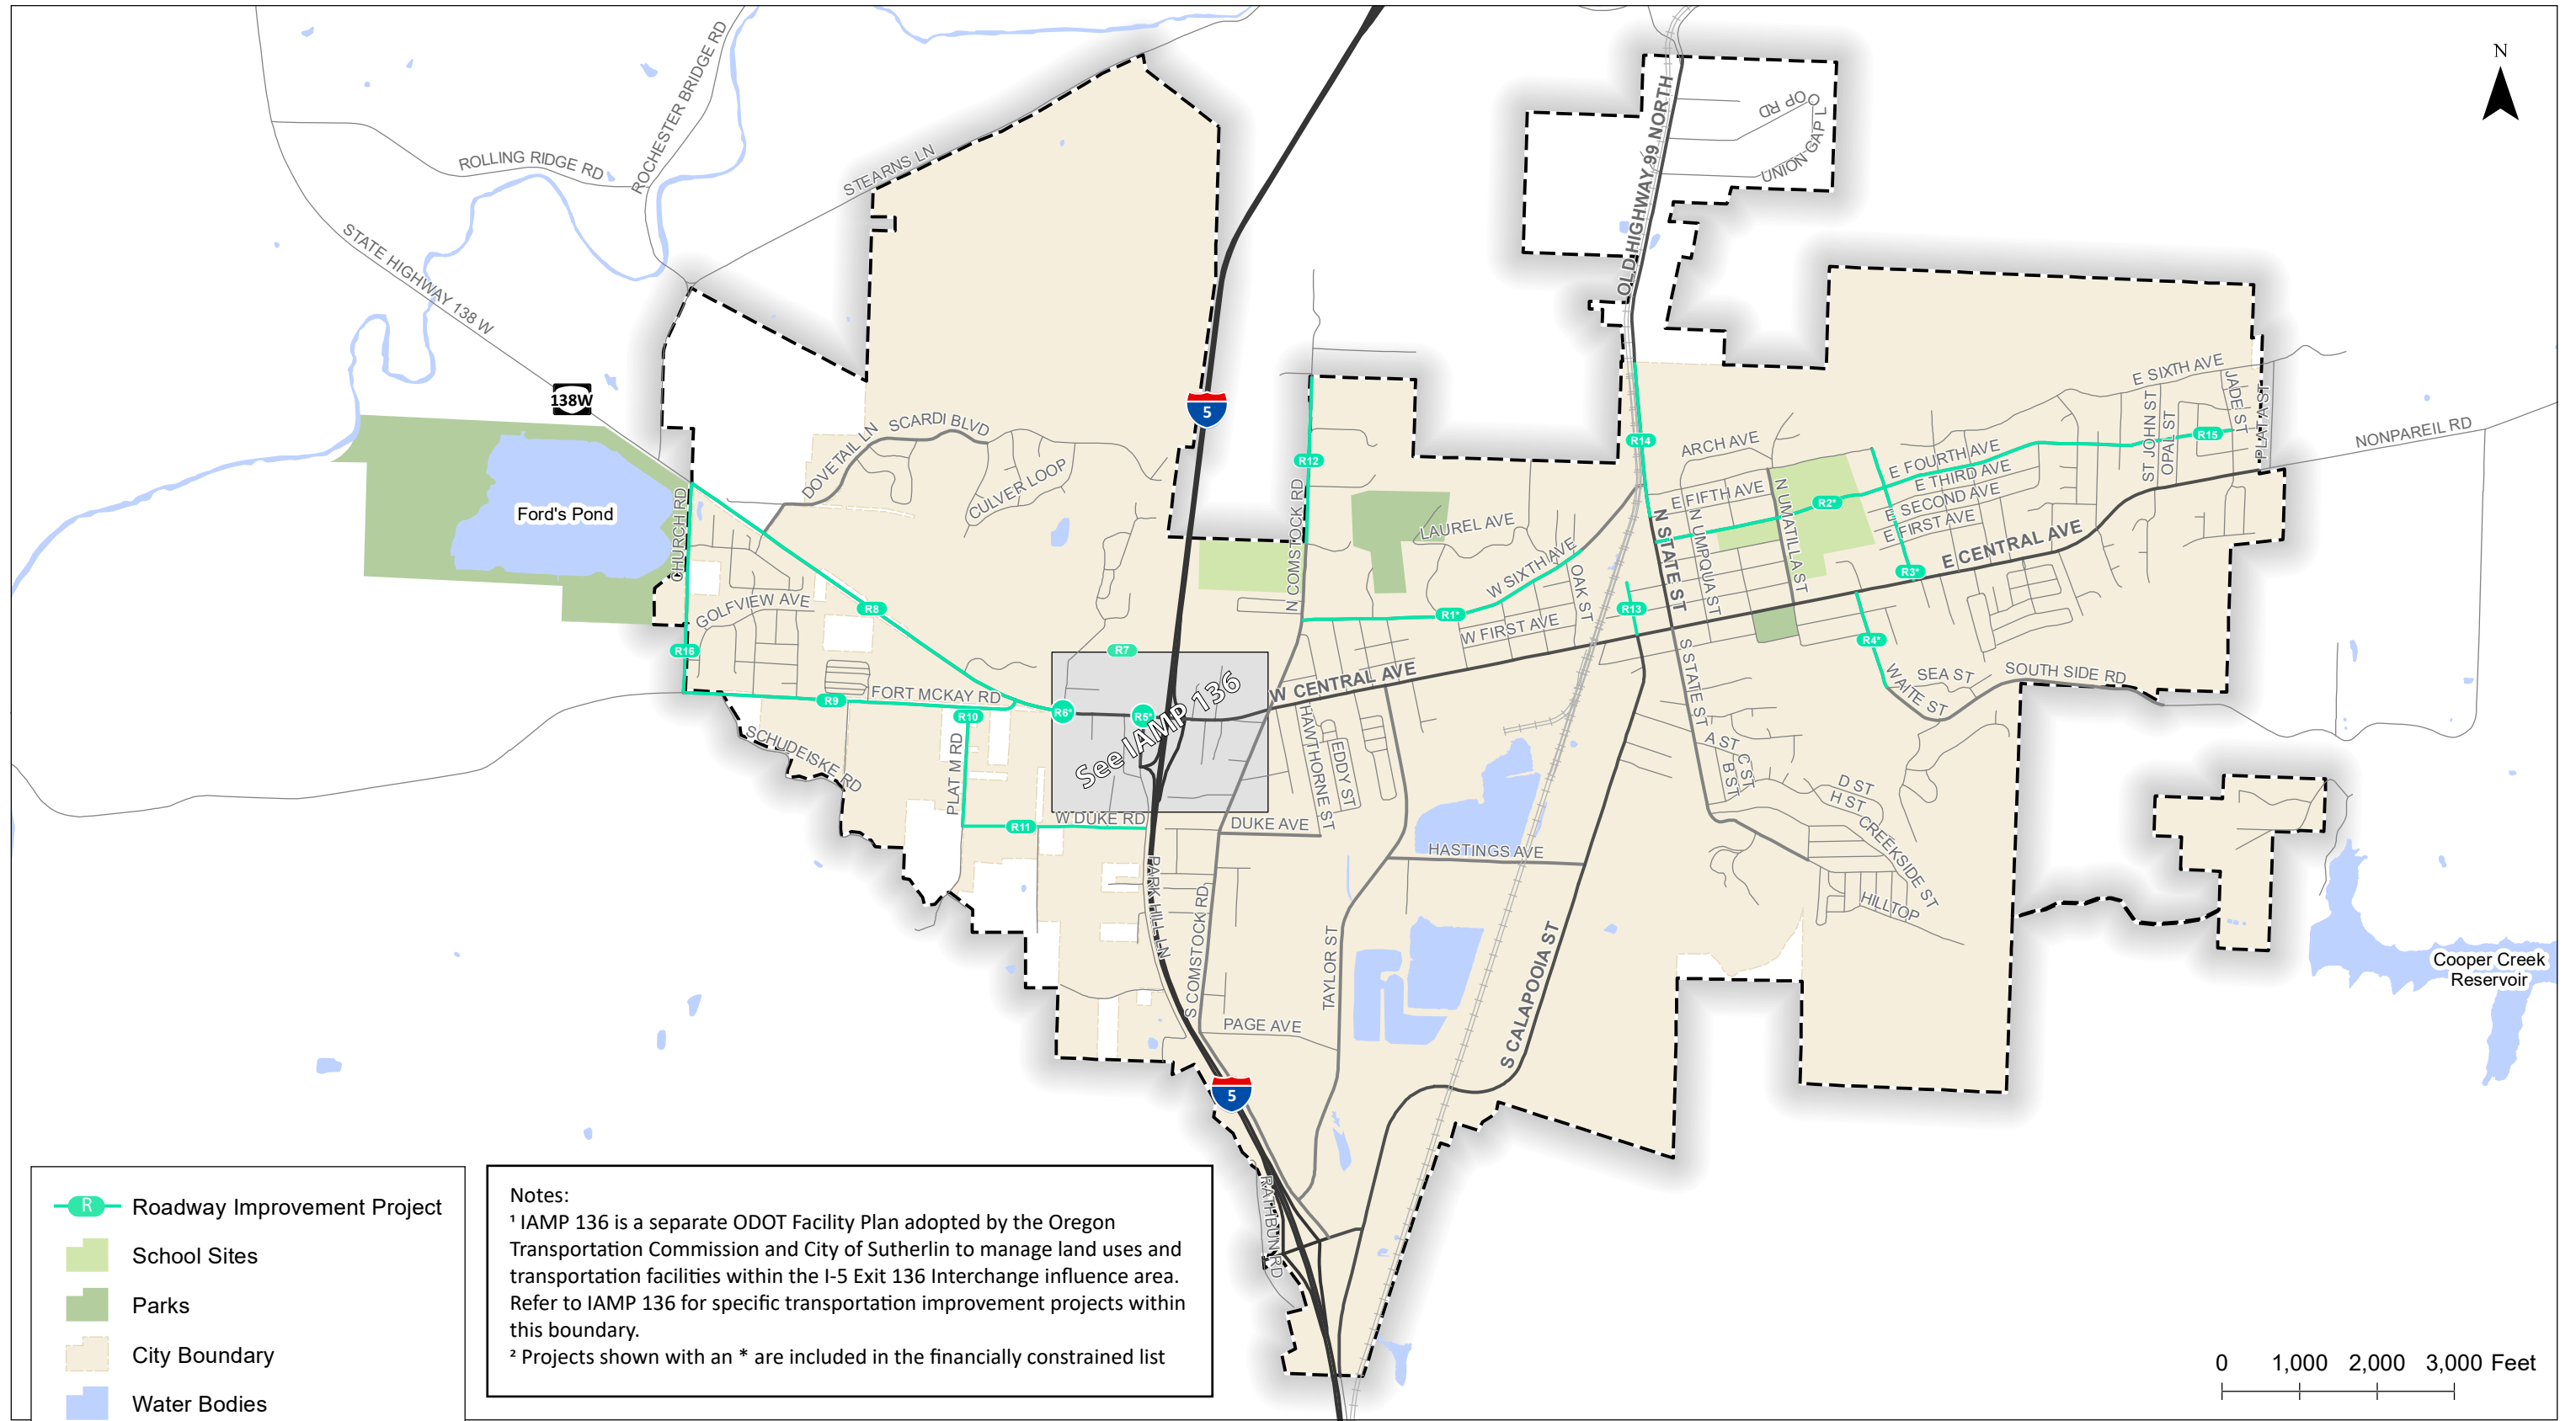 N
ROCHESTER BRIDGE RD
ROLLING RIDGE RD
STEARNS LN
STATE HIGHWAY 138 W
138W
OLD HIGHWAY 99 NORTH
OP RD
UNION GAP L
5
Ford's Pond
CHURCH RD
DOVETAIL LN
SCARDI BLVD
CULVER LOOP
GOLFVIEW AVE
R8
R16
R9
FORT MCKAY RD
R10
R7
R6*
R5*
See IAMP 136
PLAT M RD
R11
W DUKE RD
SCHUDEISKE RD
R12
N COMSTOCK RD
LAUREL AVE
W SIXTH AVE
R1*
OAK ST
W FIRST AVE
W CENTRAL AVE
R13
R14
ARCH AVE
E FIFTH AVE
N STATE ST
N UMPQUA ST
N UMATILLA ST
R2*
E FOURTH AVE
E THIRD AVE
E SECOND AVE
E FIRST AVE
R3*
E CENTRAL AVE
E SIXTH AVE
ST JOHN ST
OPAL ST
JADE ST
R15
PLAT A ST
NONPAREIL RD
R4*
WAITE ST
SEA ST
SOUTH SIDE RD
S STATE ST
A ST
B ST
C ST
D ST
H ST
CREEKSIDE ST
HILLTOP
HAWTHORNE ST
EDDY ST
DUKE AVE
HASTINGS AVE
PARK HILL LN
S COMSTOCK RD
TAYLOR ST
PAGE AVE
S CALAPOOIA ST
5
RATHBUN RD
Cooper Creek
Reservoir
R
Roadway Improvement Project
School Sites
Parks
City Boundary
Water Bodies
Notes:
¹ IAMP 136 is a separate ODOT Facility Plan adopted by the Oregon
Transportation Commission and City of Sutherlin to manage land uses and
transportation facilities within the I-5 Exit 136 Interchange influence area.
Refer to IAMP 136 for specific transportation improvement projects within
this boundary.
² Projects shown with an * are included in the financially constrained list
0 1,000 2,000 3,000 Feet